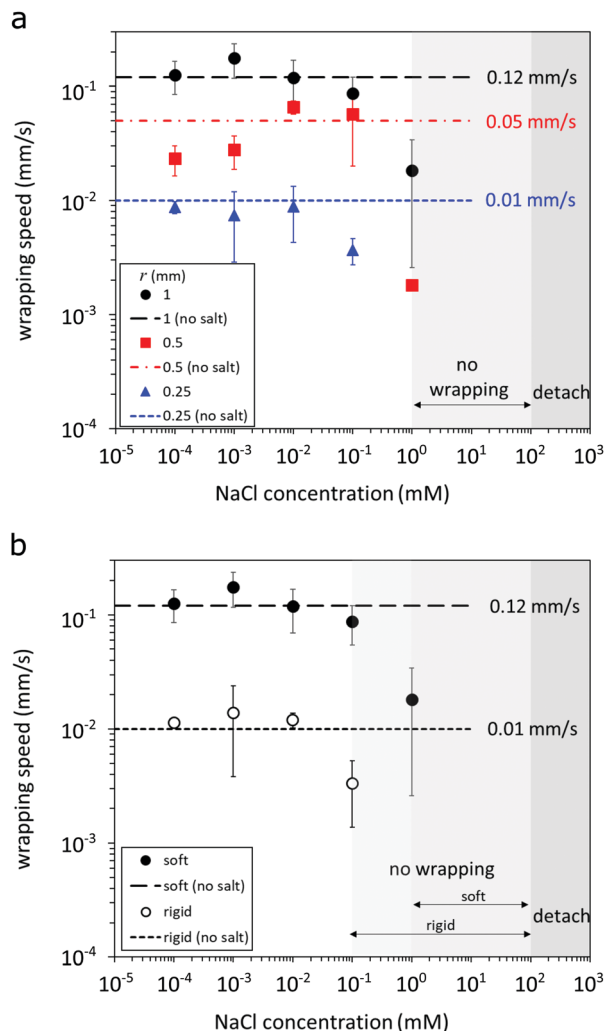 a
wrapping speed (mm/s)
10⁻¹
10⁻²
10⁻³
10⁻⁴
0.12 mm/s
0.05 mm/s
0.01 mm/s
r (mm)
1
1 (no salt)
0.5
0.5 (no salt)
0.25
0.25 (no salt)
no
wrapping
detach
10⁻⁵ 10⁻⁴ 10⁻³ 10⁻² 10⁻¹ 10⁰ 10¹ 10² 10³
NaCl concentration (mM)
b
wrapping speed (mm/s)
10⁻¹
10⁻²
10⁻³
10⁻⁴
0.12 mm/s
0.01 mm/s
soft
soft (no salt)
rigid
rigid (no salt)
no wrapping
soft
rigid
detach
10⁻⁵ 10⁻⁴ 10⁻³ 10⁻² 10⁻¹ 10⁰ 10¹ 10² 10³
NaCl concentration (mM)